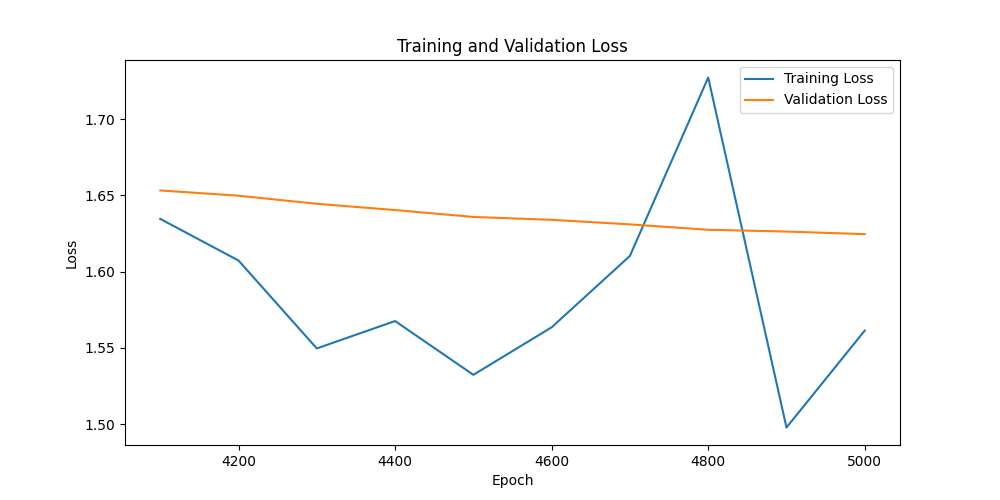 Training and Validation Loss
Training Loss
Validation Loss
1.70
1.65
1.60
1.55
1.50
Loss
4200 4400 4600 4800 5000
Epoch